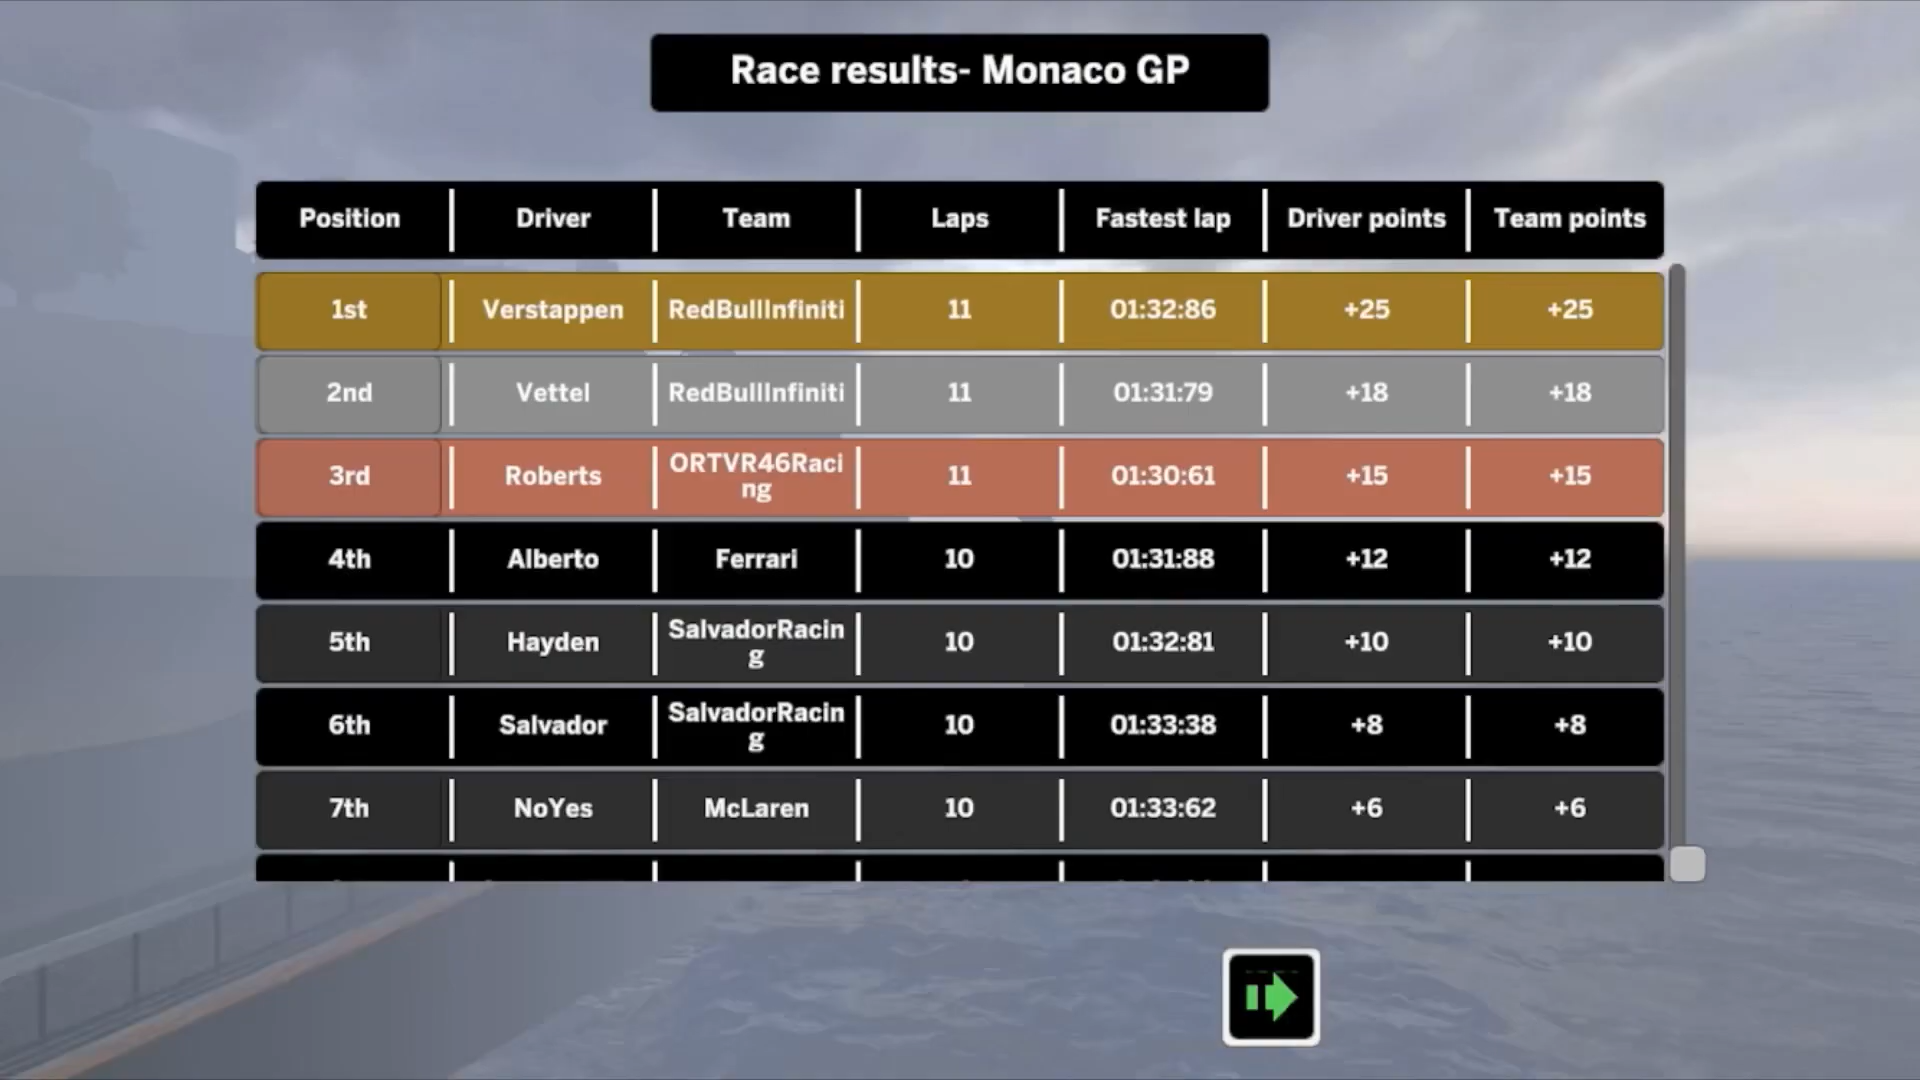 Race results- Monaco GP
Position Driver Team Laps Fastest lap Driver points Team points
1st Verstappen RedBullInfiniti 11 01:32:86 +25 +25
2nd Vettel RedBullInfiniti 11 01:31:79 +18 +18
3rd Roberts ORTVR46Raci
ng 11 01:30:61 +15 +15
4th Alberto Ferrari 10 01:31:88 +12 +12
5th Hayden SalvadorRacin
g 10 01:32:81 +10 +10
6th Salvador SalvadorRacin
g 10 01:33:38 +8 +8
7th NoYes McLaren 10 01:33:62 +6 +6